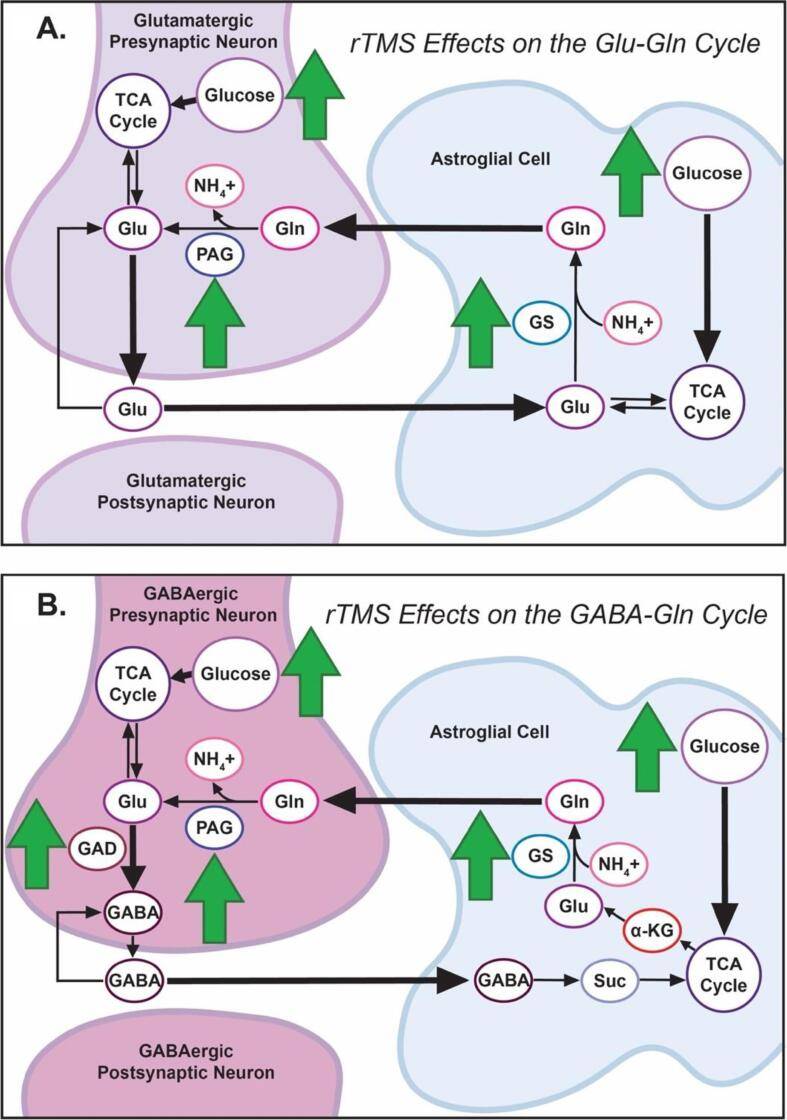 A.
Glutamatergic
Presynaptic Neuron
rTMS Effects on the Glu-Gln Cycle
TCA
Cycle
Glucose
Astroglial Cell
Glucose
NH4+
Glu
Gln
Gln
PAG
GS
NH4+
Glu
Glu
TCA
Cycle
Glutamatergic
Postsynaptic Neuron
B.
GABAergic
Presynaptic Neuron
rTMS Effects on the GABA-Gln Cycle
TCA
Cycle
Glucose
Astroglial Cell
Glucose
NH4+
Glu
Gln
Gln
PAG
GAD
GS
NH4+
GABA
Glu
α-KG
GABA
GABA
Suc
TCA
Cycle
GABAergic
Postsynaptic Neuron